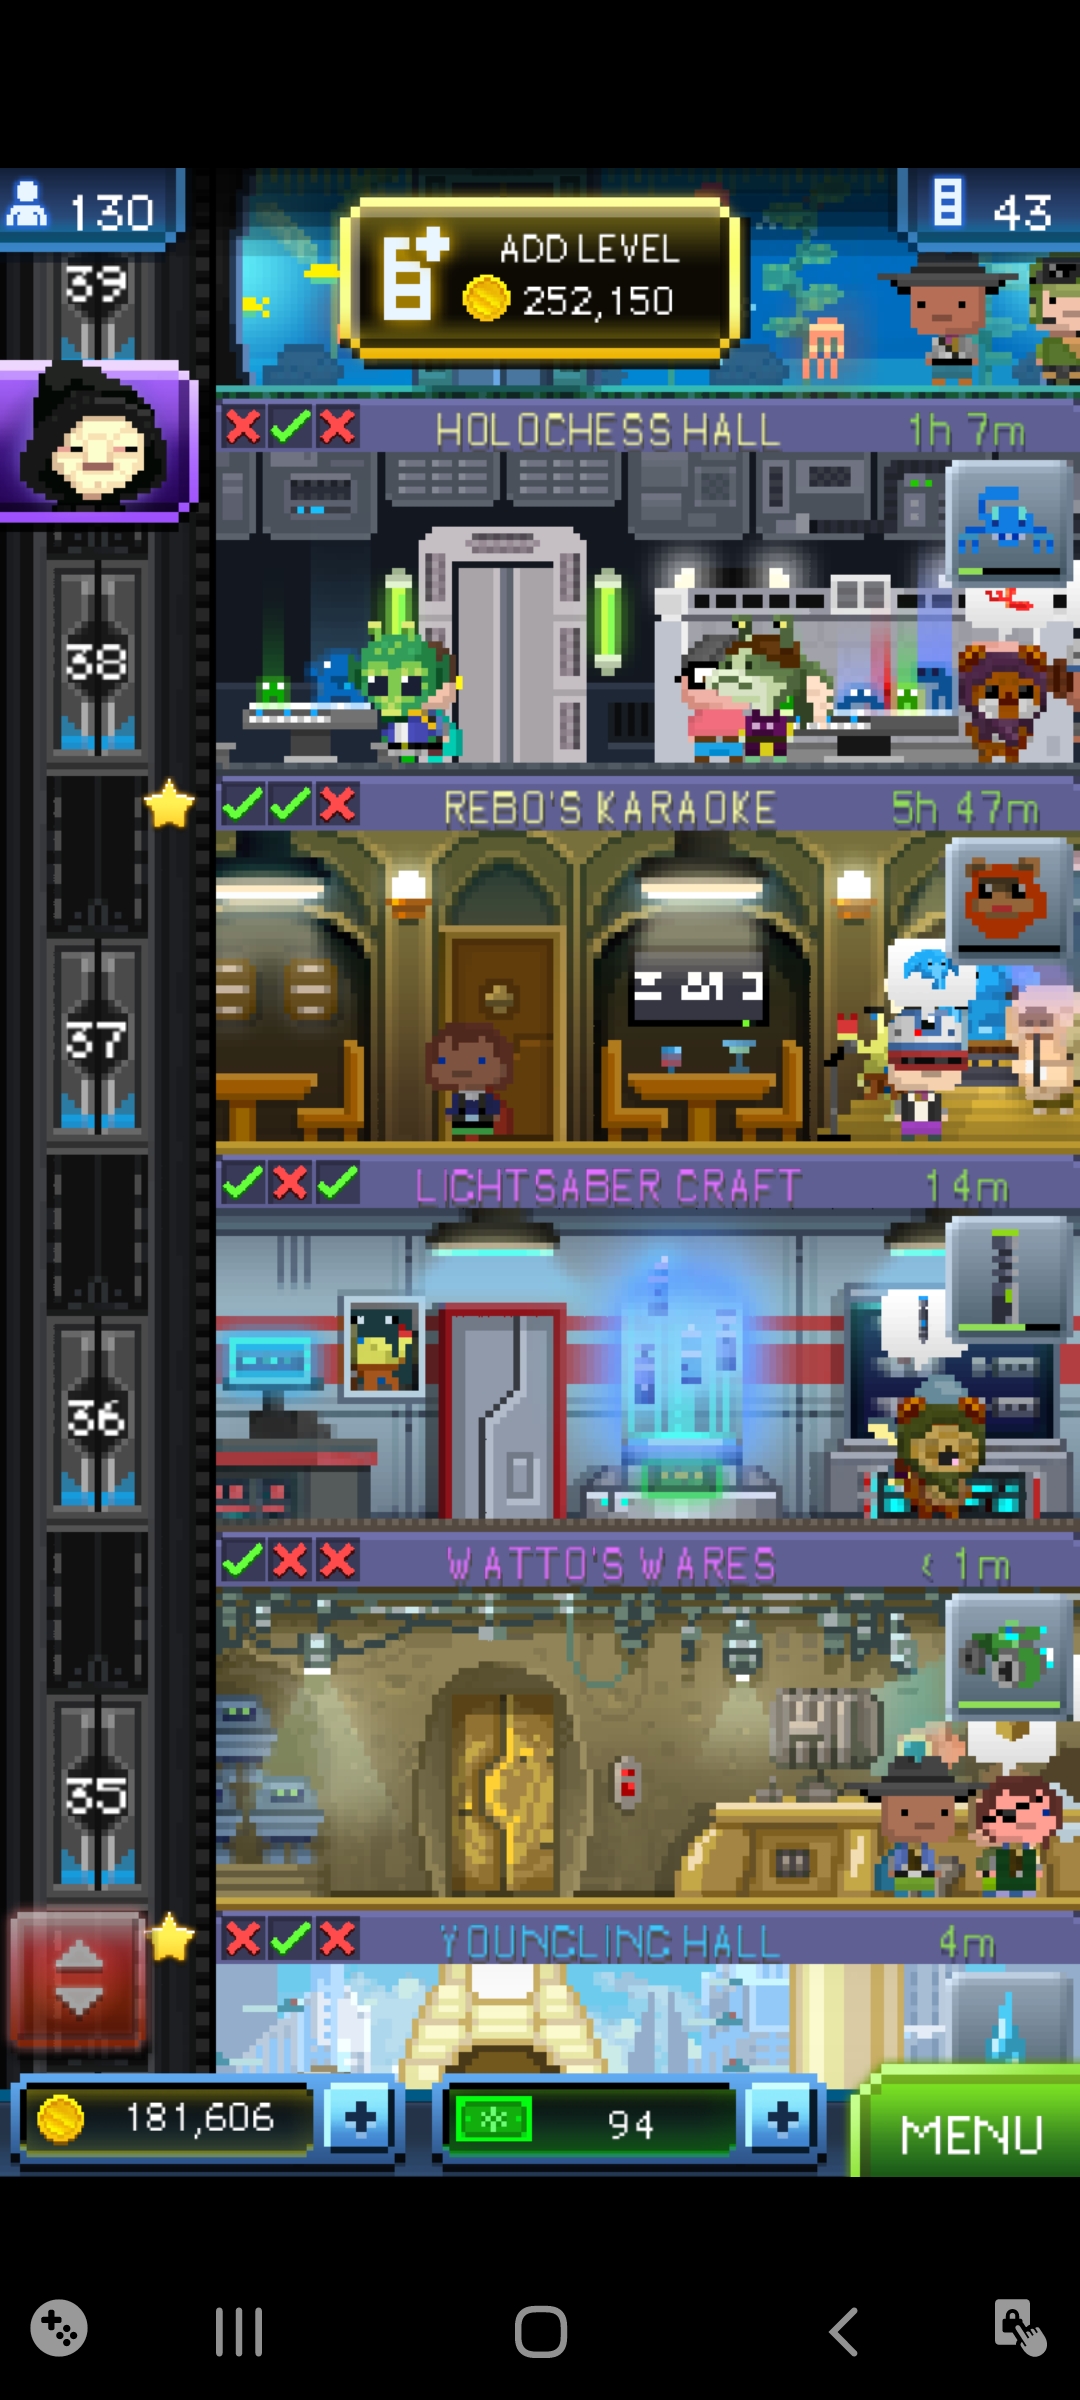 130
43
ADD LEVEL
252,150
39
HOLOCHESS HALL 1h 7m
38
REBO'S KARAOKE 5h 47m
37
LIGHTSABER CRAFT 14m
36
WATTO'S WARES < 1m
35
YOUNGLING HALL 4m
181,606
94
MENU